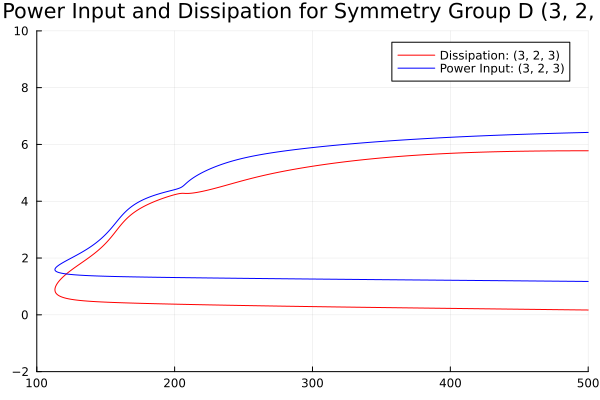 Power Input and Dissipation for Symmetry Group D (3, 2,
Dissipation: (3, 2, 3)
Power Input: (3, 2, 3)
10
8
6
4
2
0
−2
100 200 300 400 500